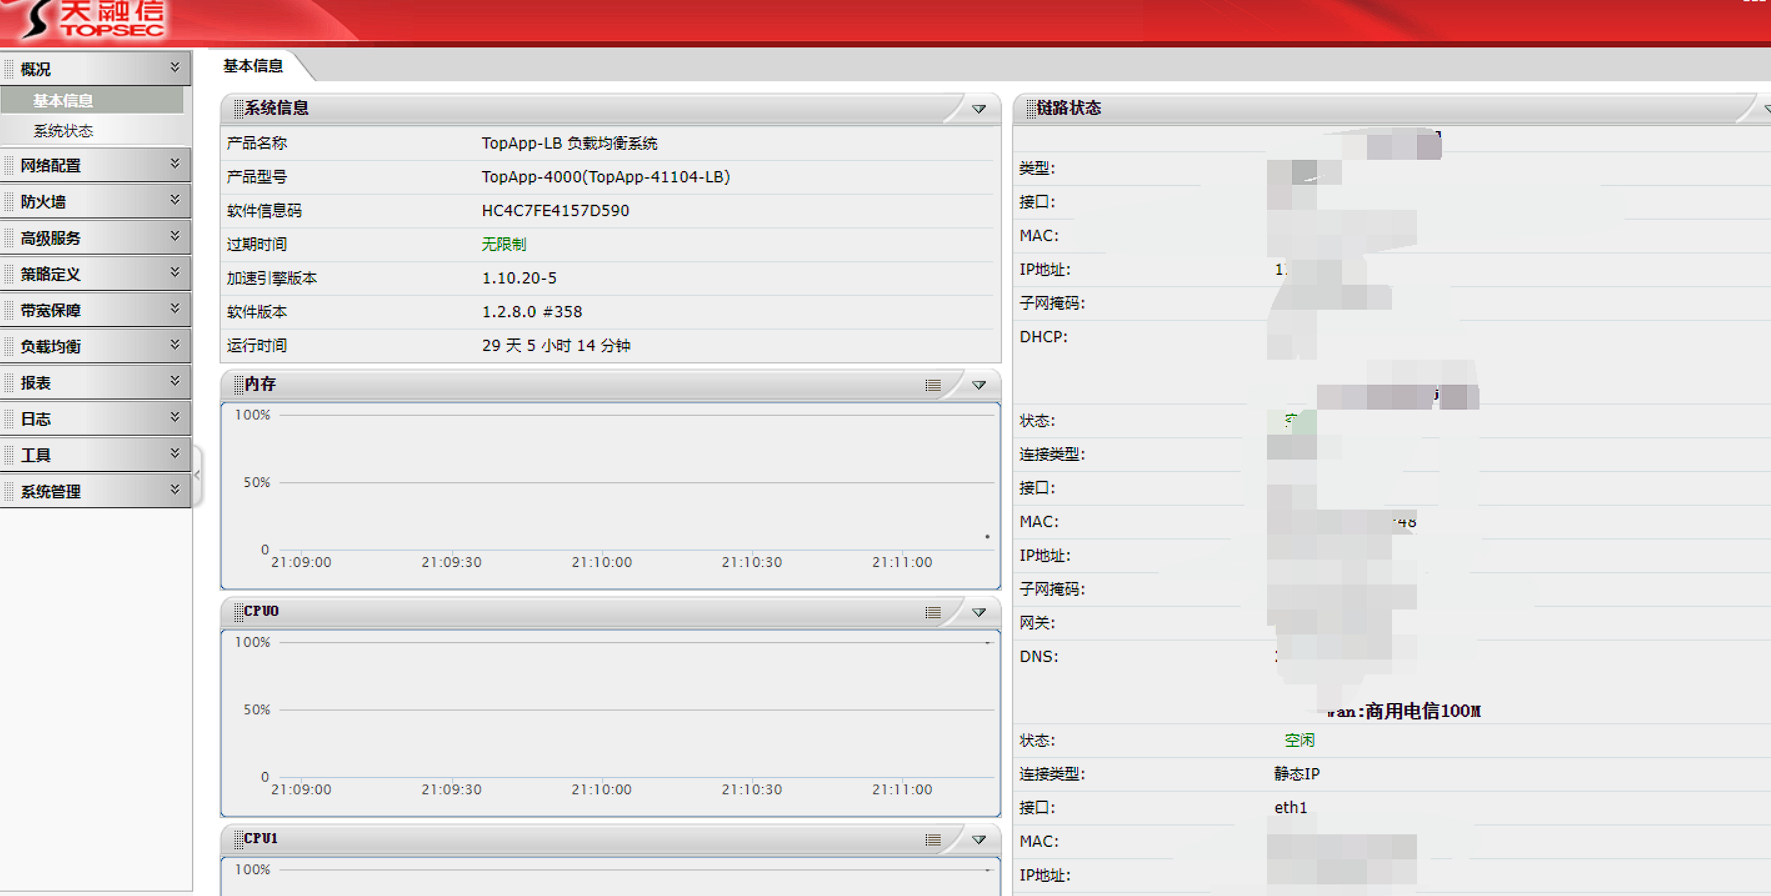 天融信
TOPSEC
概况
基本信息
系统状态
网络配置
防火墙
高级服务
策略定义
带宽保障
负载均衡
报表
日志
工具
系统管理
基本信息
系统信息
产品名称 TopApp-LB 负载均衡系统
产品型号 TopApp-4000(TopApp-41104-LB)
软件信息码 HC4C7FE4157D590
过期时间 无限制
加速引擎版本 1.10.20-5
软件版本 1.2.8.0 #358
运行时间 29 天 5 小时 14 分钟
内存
100%
50%
0
21:09:00 21:09:30 21:10:00 21:10:30 21:11:00
CPU0
100%
50%
0
21:09:00 21:09:30 21:10:00 21:10:30 21:11:00
CPU1
100%
链路状态
类型:
接口:
MAC:
IP地址:
子网掩码:
DHCP:
状态:
连接类型:
接口:
MAC: 48
IP地址:
子网掩码:
网关:
DNS:
wan:商用电信100M
状态: 空闲
连接类型: 静态IP
接口: eth1
MAC:
IP地址: